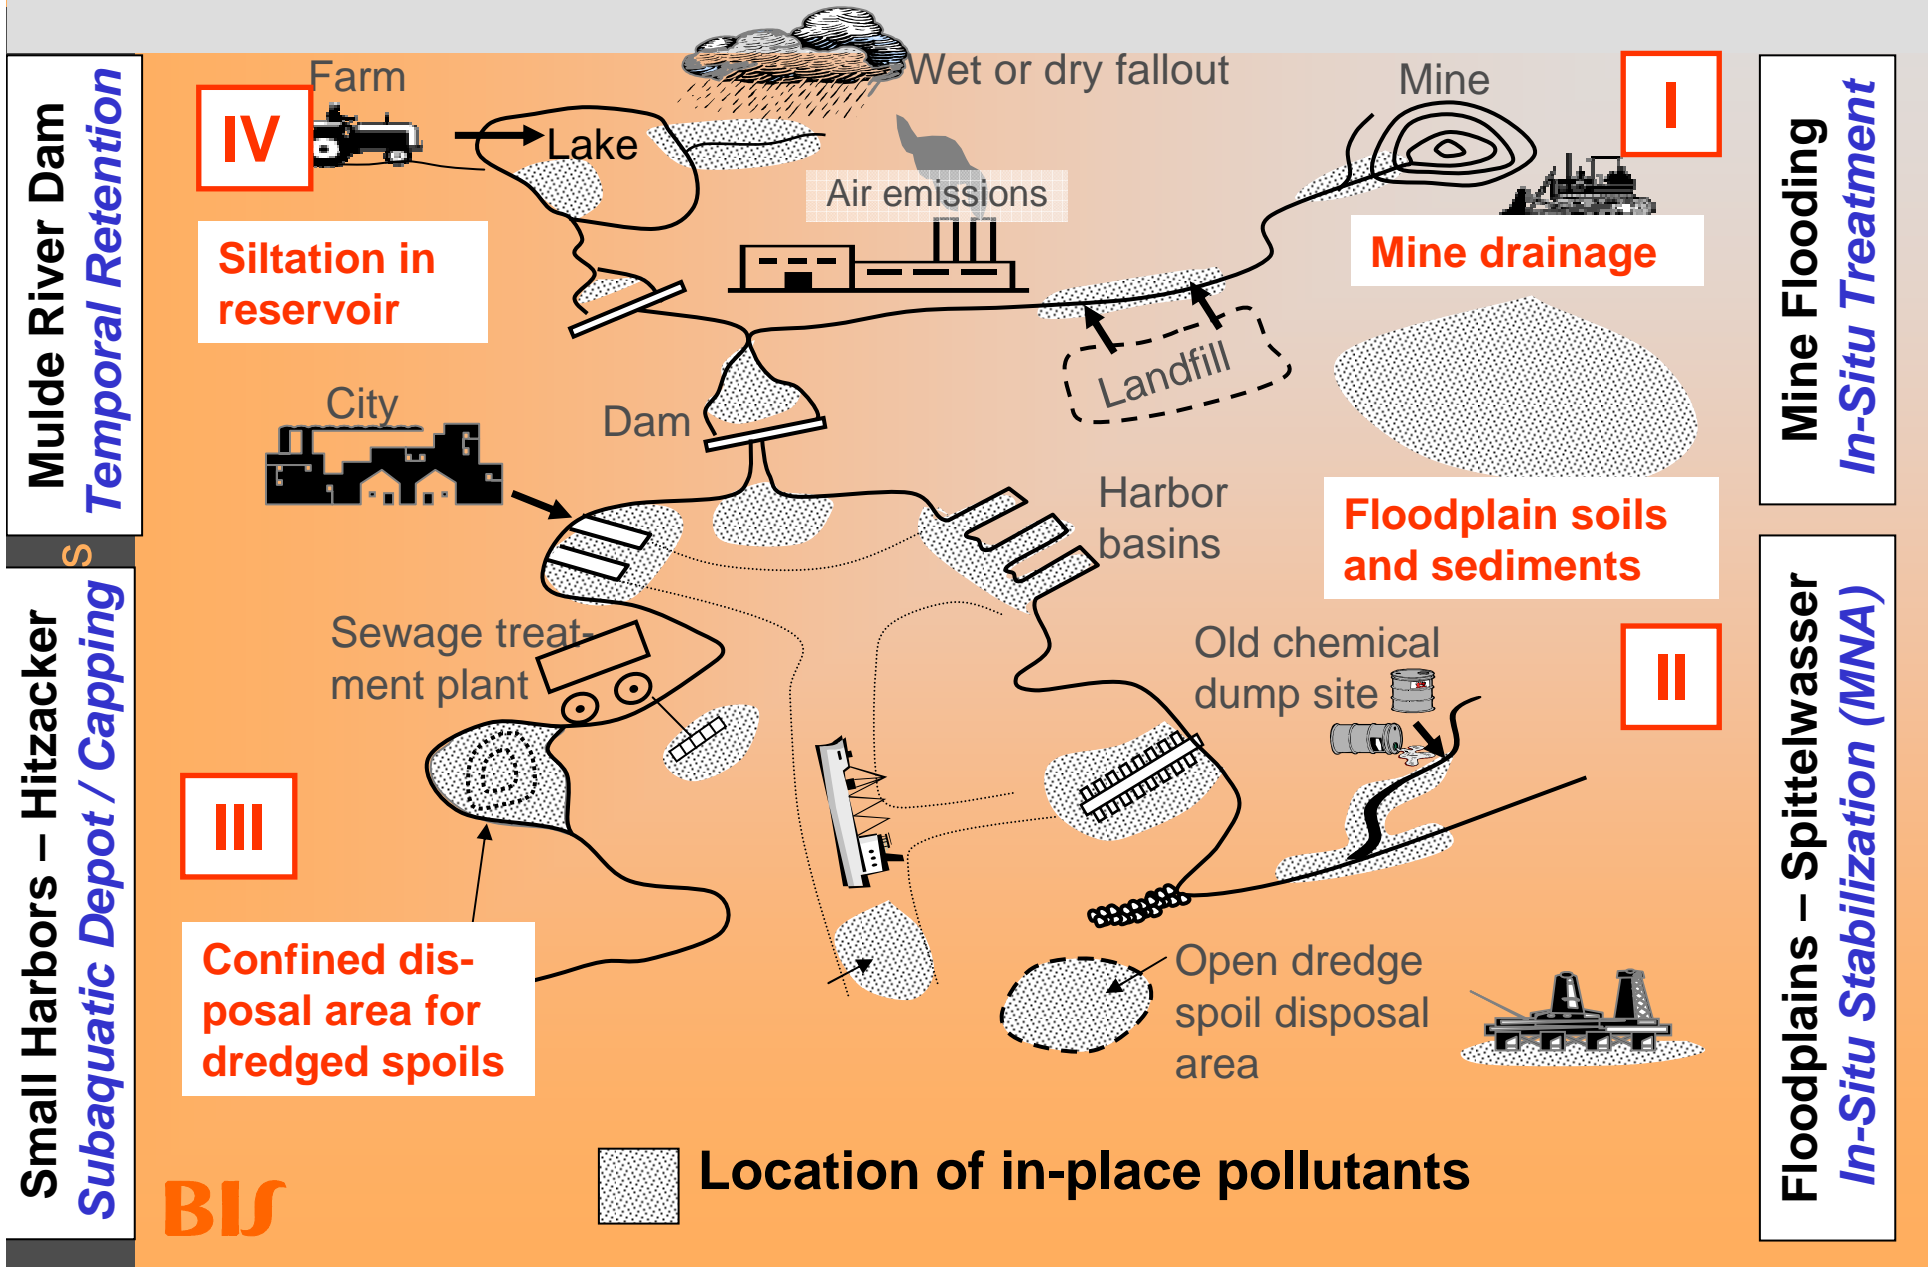 Mulde River Dam
Temporal Retention
S
Small Harbors – Hitzacker
Subaquatic Depot / Capping
Farm
IV
Lake
Wet or dry fallout
Mine
I
Air emissions
Siltation in
reservoir
Mine drainage
Landfill
City
Dam
Harbor
basins
Floodplain soils
and sediments
Sewage treat-
ment plant
Old chemical
dump site
II
III
Confined dis-
posal area for
dredged spoils
Open dredge
spoil disposal
area
Location of in-place pollutants
BIS
Mine Flooding
In-Situ Treatment
Floodplains – Spittelwasser
In-Situ Stabilization (MNA)